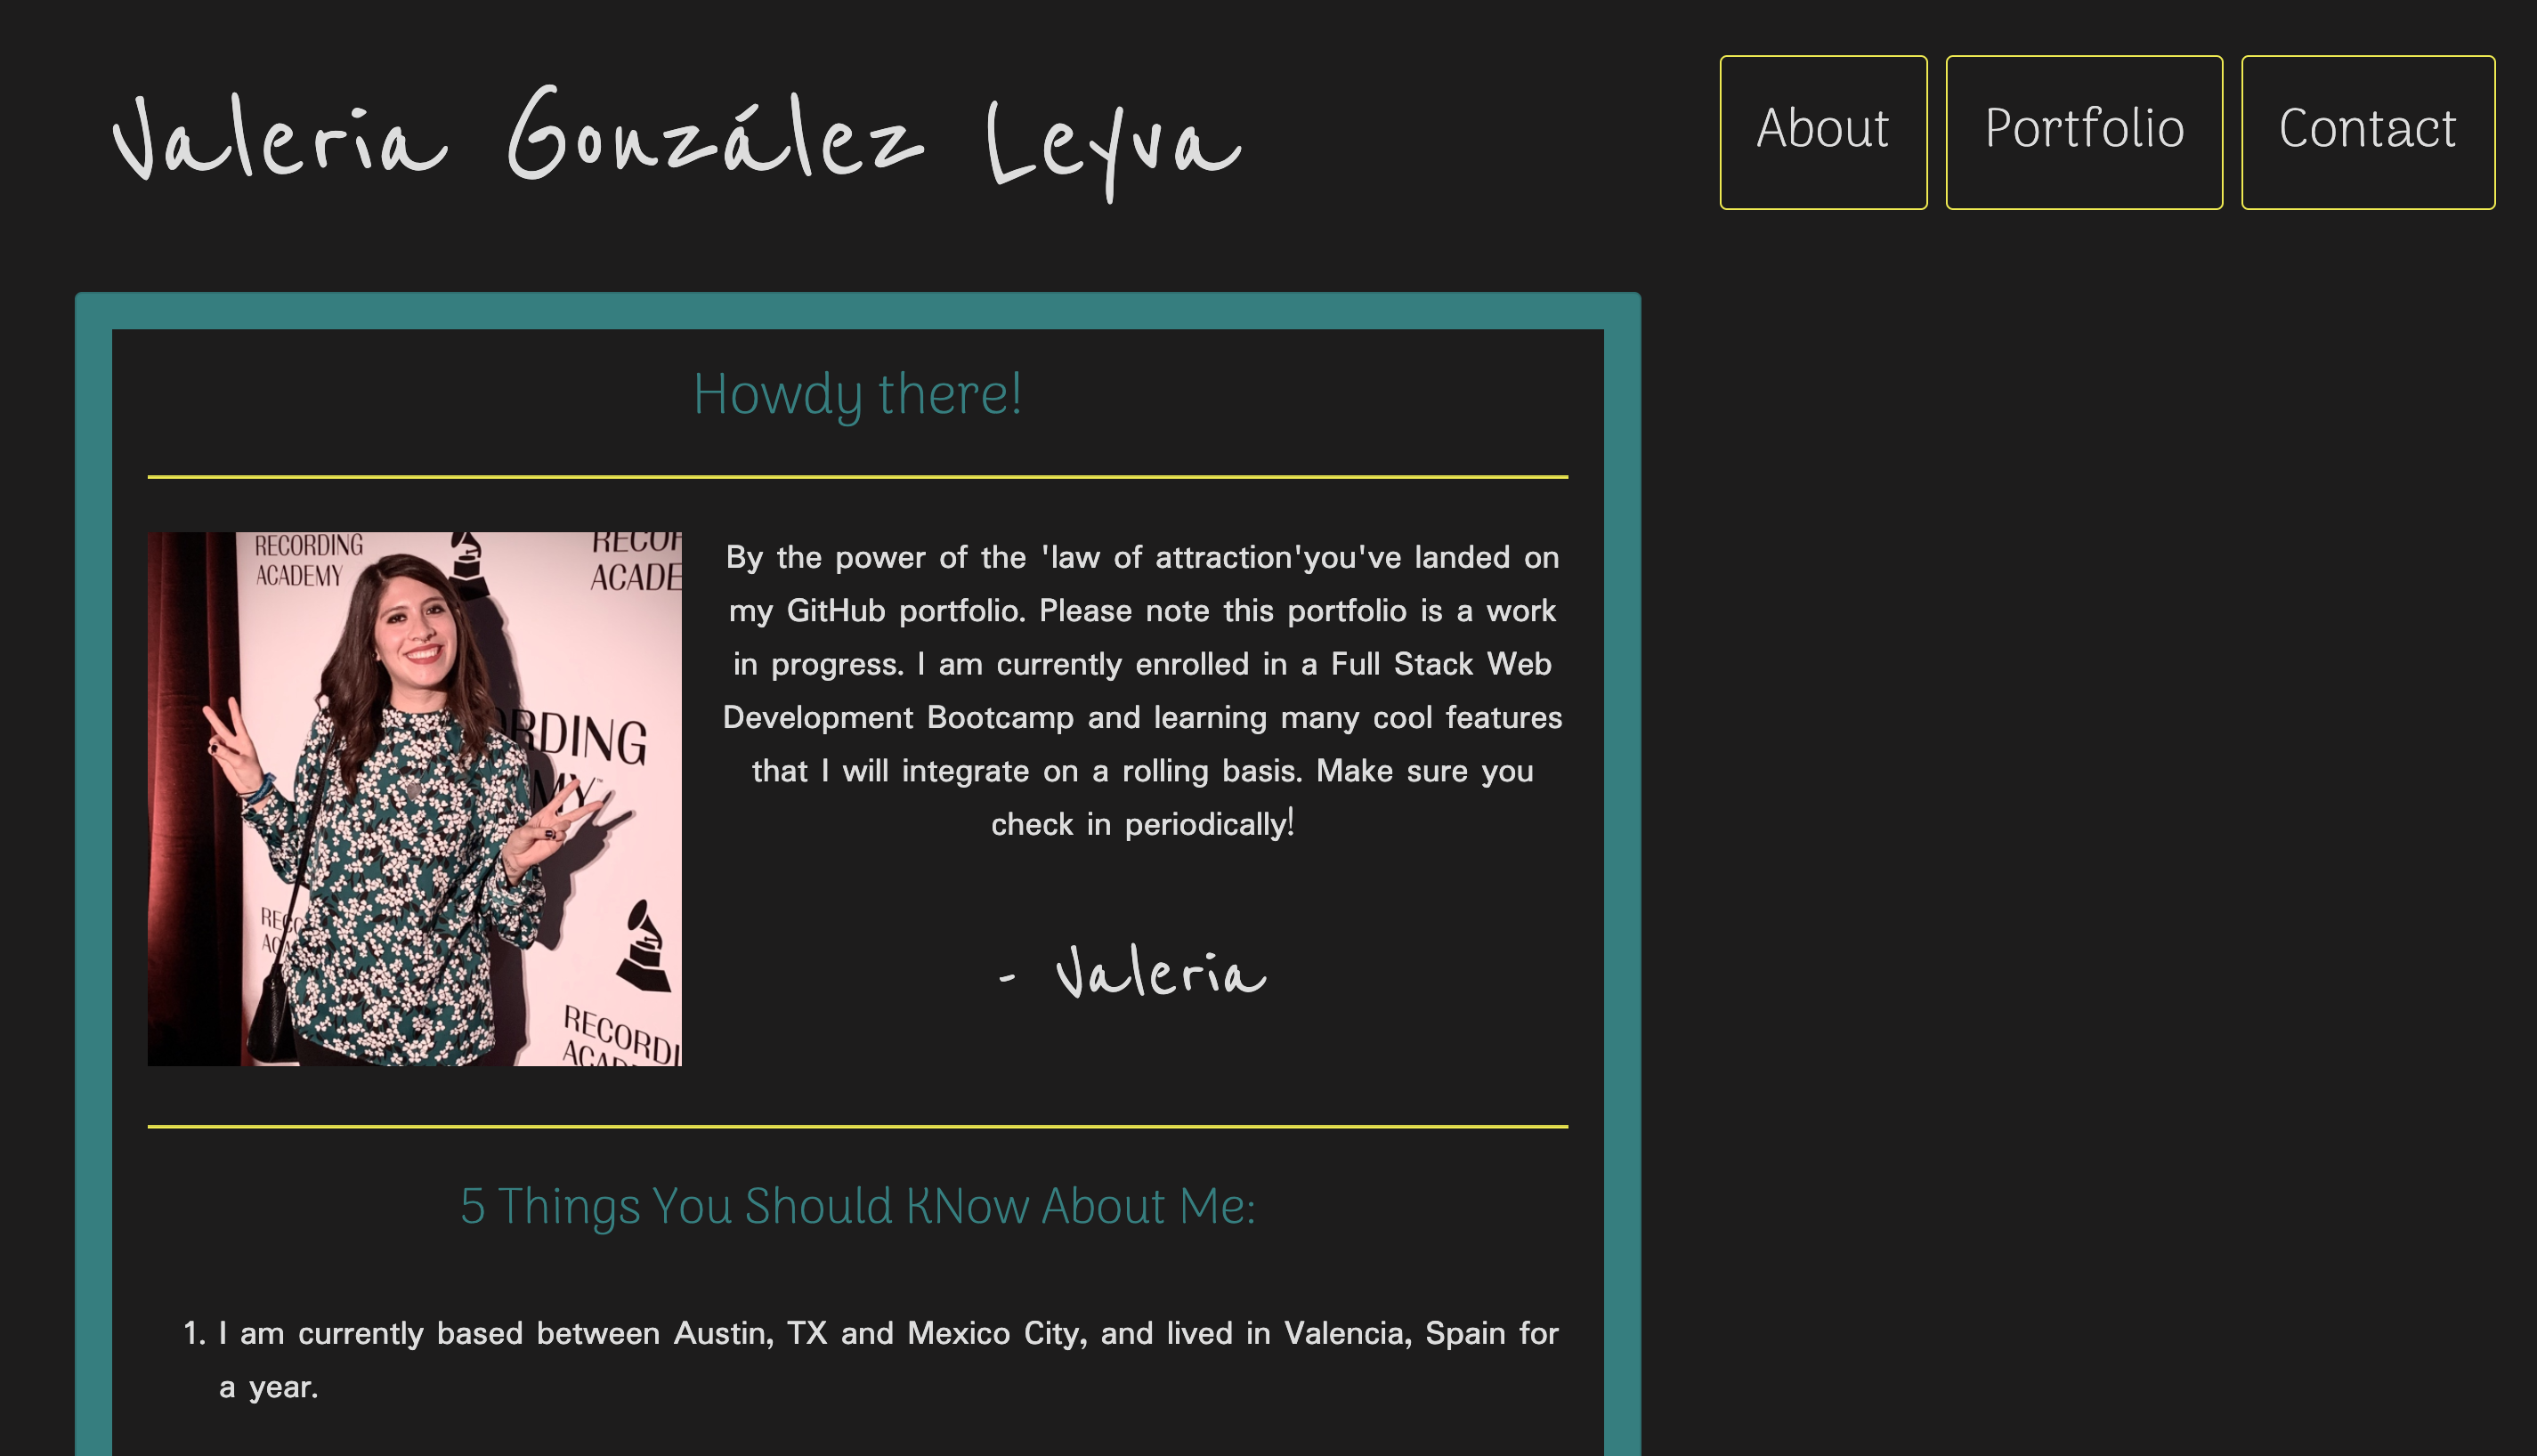 Valeria González Leyva
About
Portfolio
Contact
Howdy there!
RECORDING
ACADEMY
RECOR
ACADE
RDING
MY™
REC
ACA
RECORDI
ACAD
By the power of the 'law of attraction'you've landed on
my GitHub portfolio. Please note this portfolio is a work
in progress. I am currently enrolled in a Full Stack Web
Development Bootcamp and learning many cool features
that I will integrate on a rolling basis. Make sure you
check in periodically!
- Valeria
5 Things You Should KNow About Me:
1. I am currently based between Austin, TX and Mexico City, and lived in Valencia, Spain for
a year.